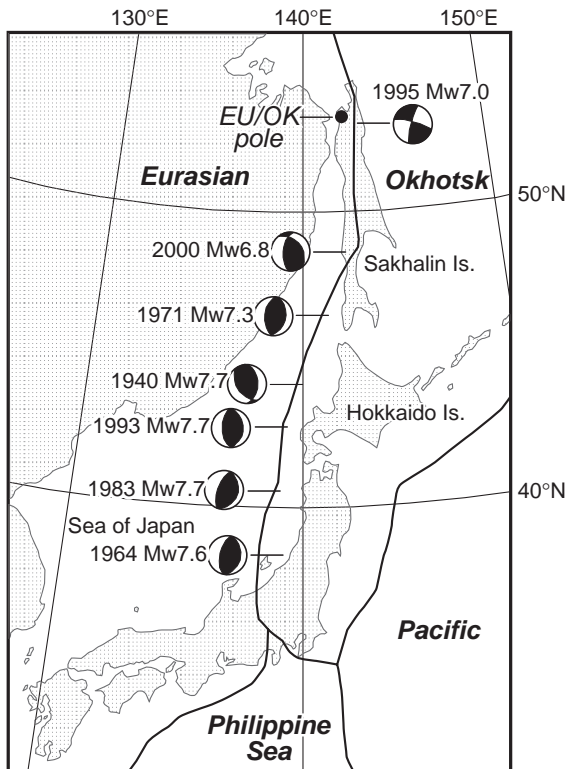 130°E 140°E 150°E
1995 Mw7.0
EU/OK
pole
Eurasian
Okhotsk
50°N
2000 Mw6.8
Sakhalin Is.
1971 Mw7.3
1940 Mw7.7
Hokkaido Is.
1993 Mw7.7
1983 Mw7.7
40°N
Sea of Japan
1964 Mw7.6
Pacific
Philippine
Sea